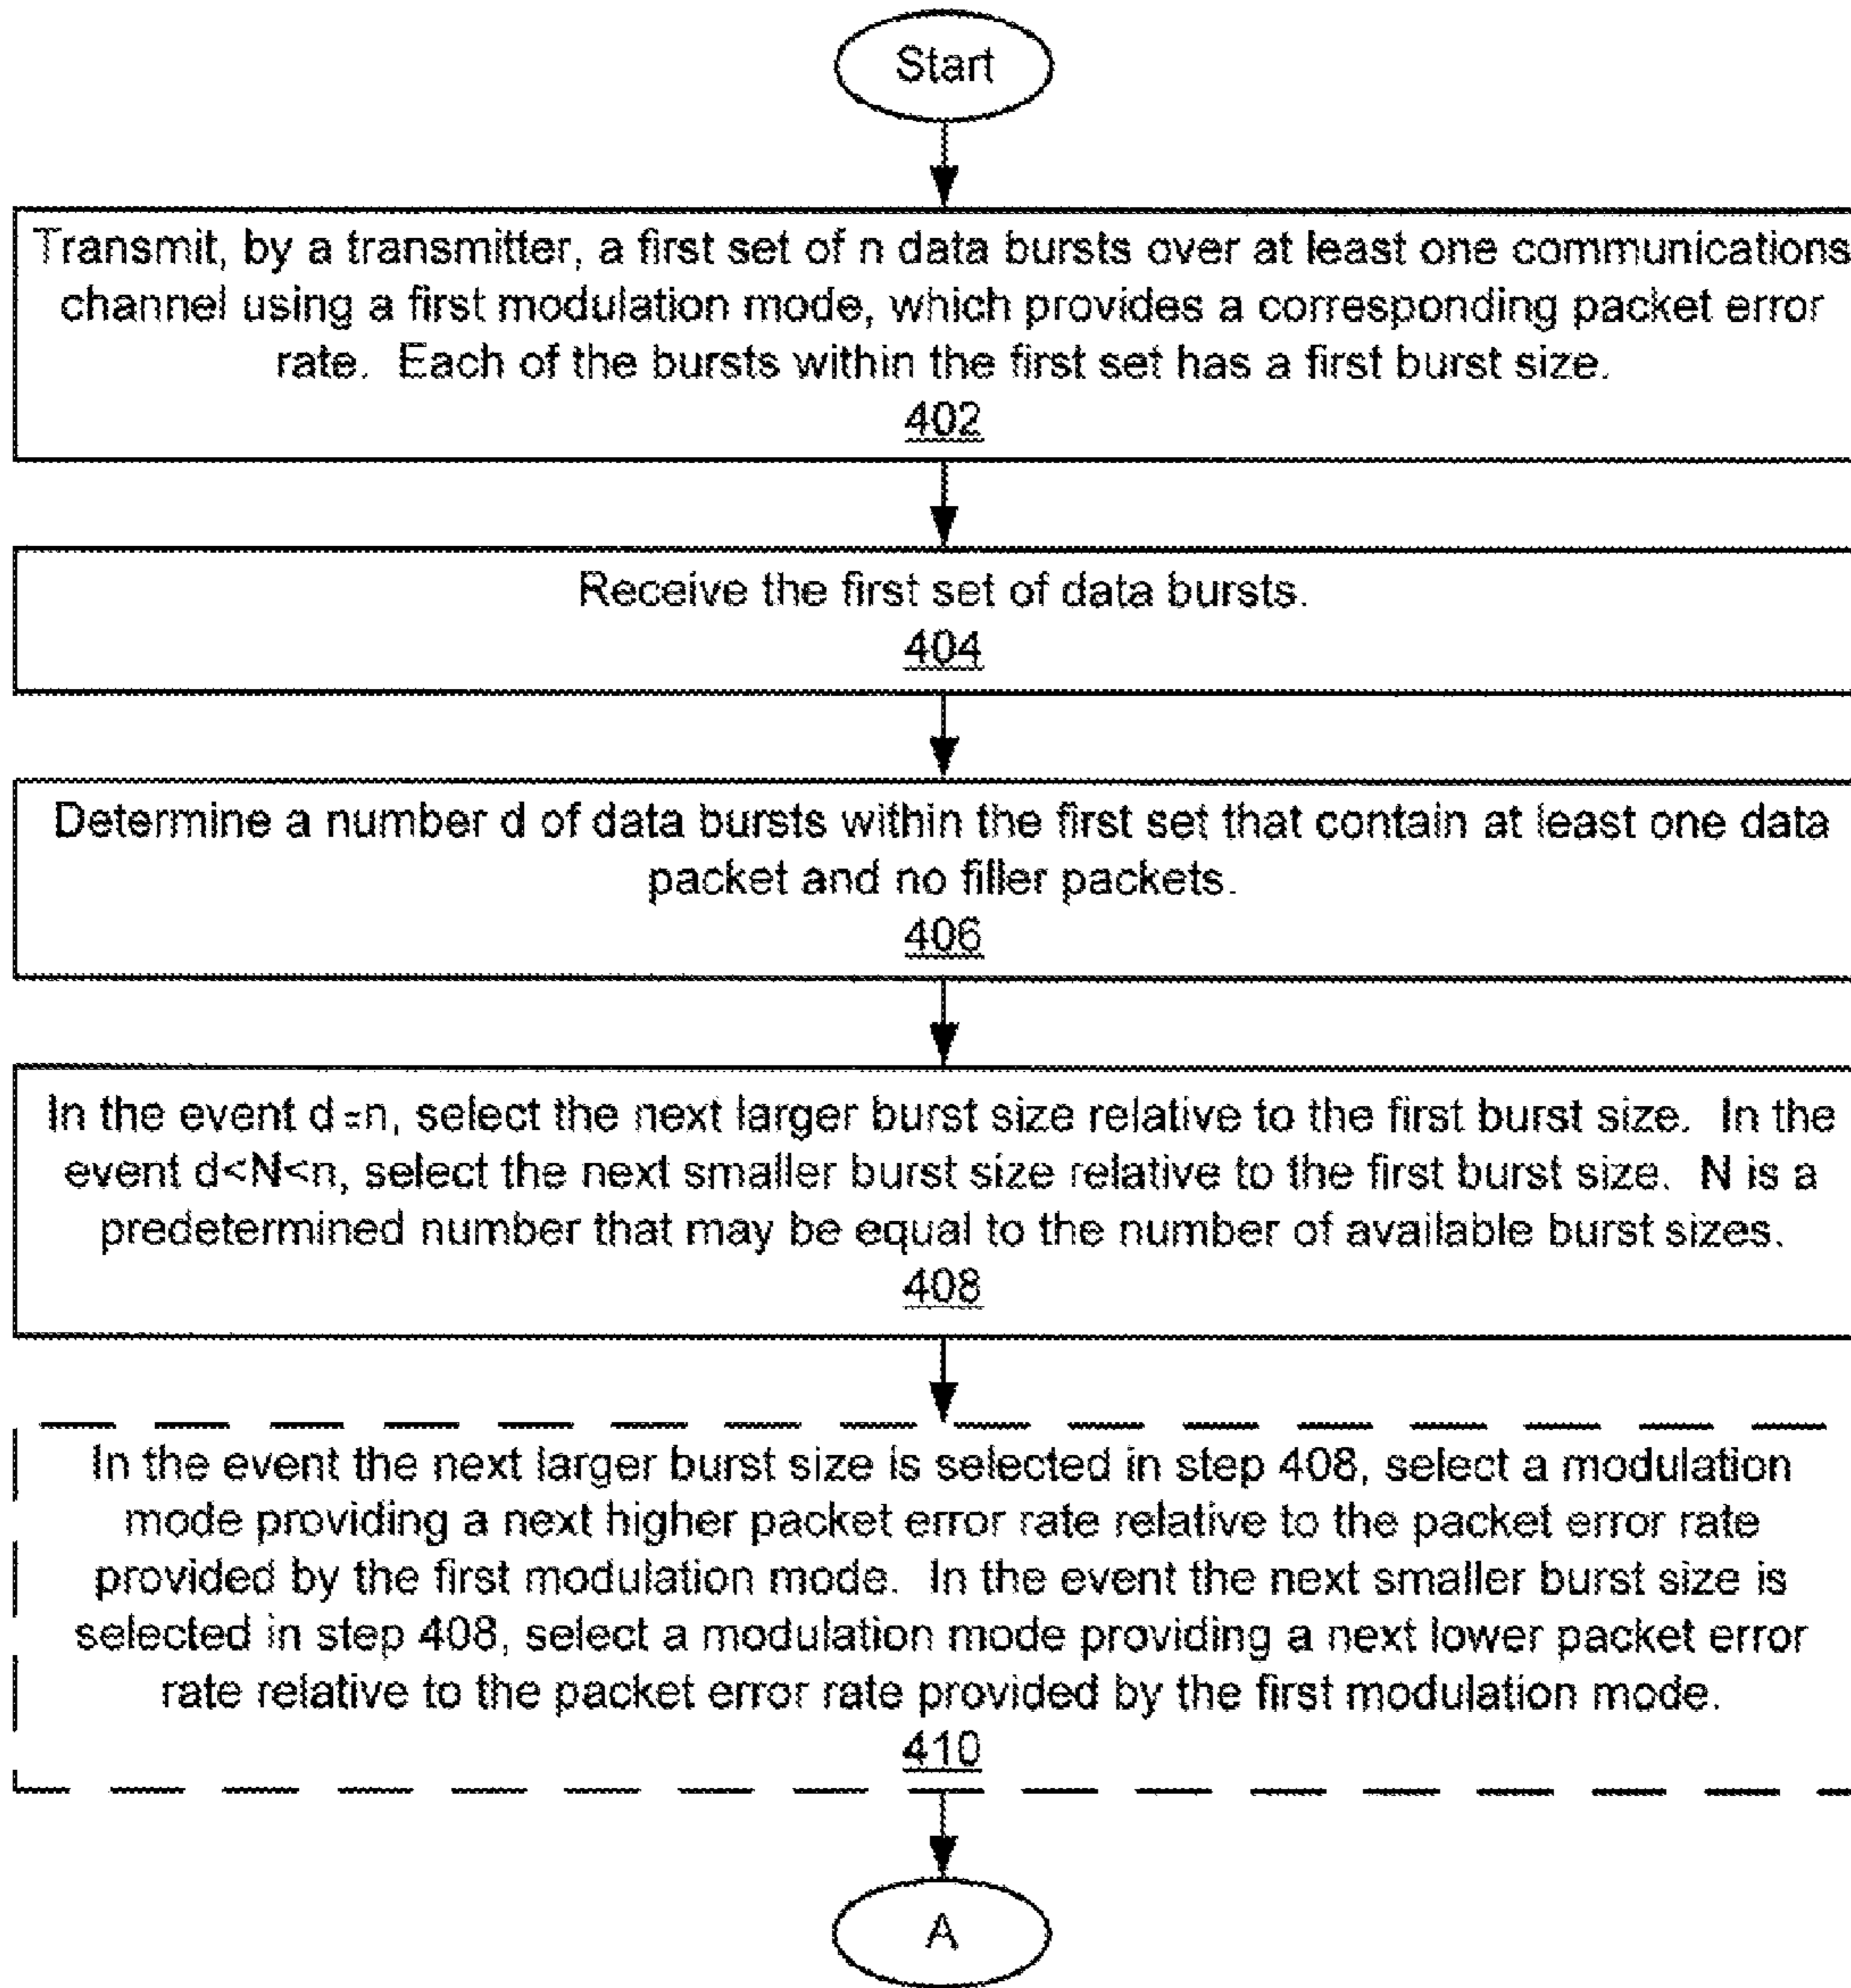 Start
Transmit, by a transmitter, a first set of n data bursts over at least one communications
channel using a first modulation mode, which provides a corresponding packet error
rate. Each of the bursts within the first set has a first burst size.
402
Receive the first set of data bursts.
404
Determine a number d of data bursts within the first set that contain at least one data
packet and no filler packets.
406
In the event d=n, select the next larger burst size relative to the first burst size. In the
event d<N<n, select the next smaller burst size relative to the first burst size. N is a
predetermined number that may be equal to the number of available burst sizes.
408
In the event the next larger burst size is selected in step 408, select a modulation
mode providing a next higher packet error rate relative to the packet error rate
provided by the first modulation mode. In the event the next smaller burst size is
selected in step 408, select a modulation mode providing a next lower packet error
rate relative to the packet error rate provided by the first modulation mode.
410
A